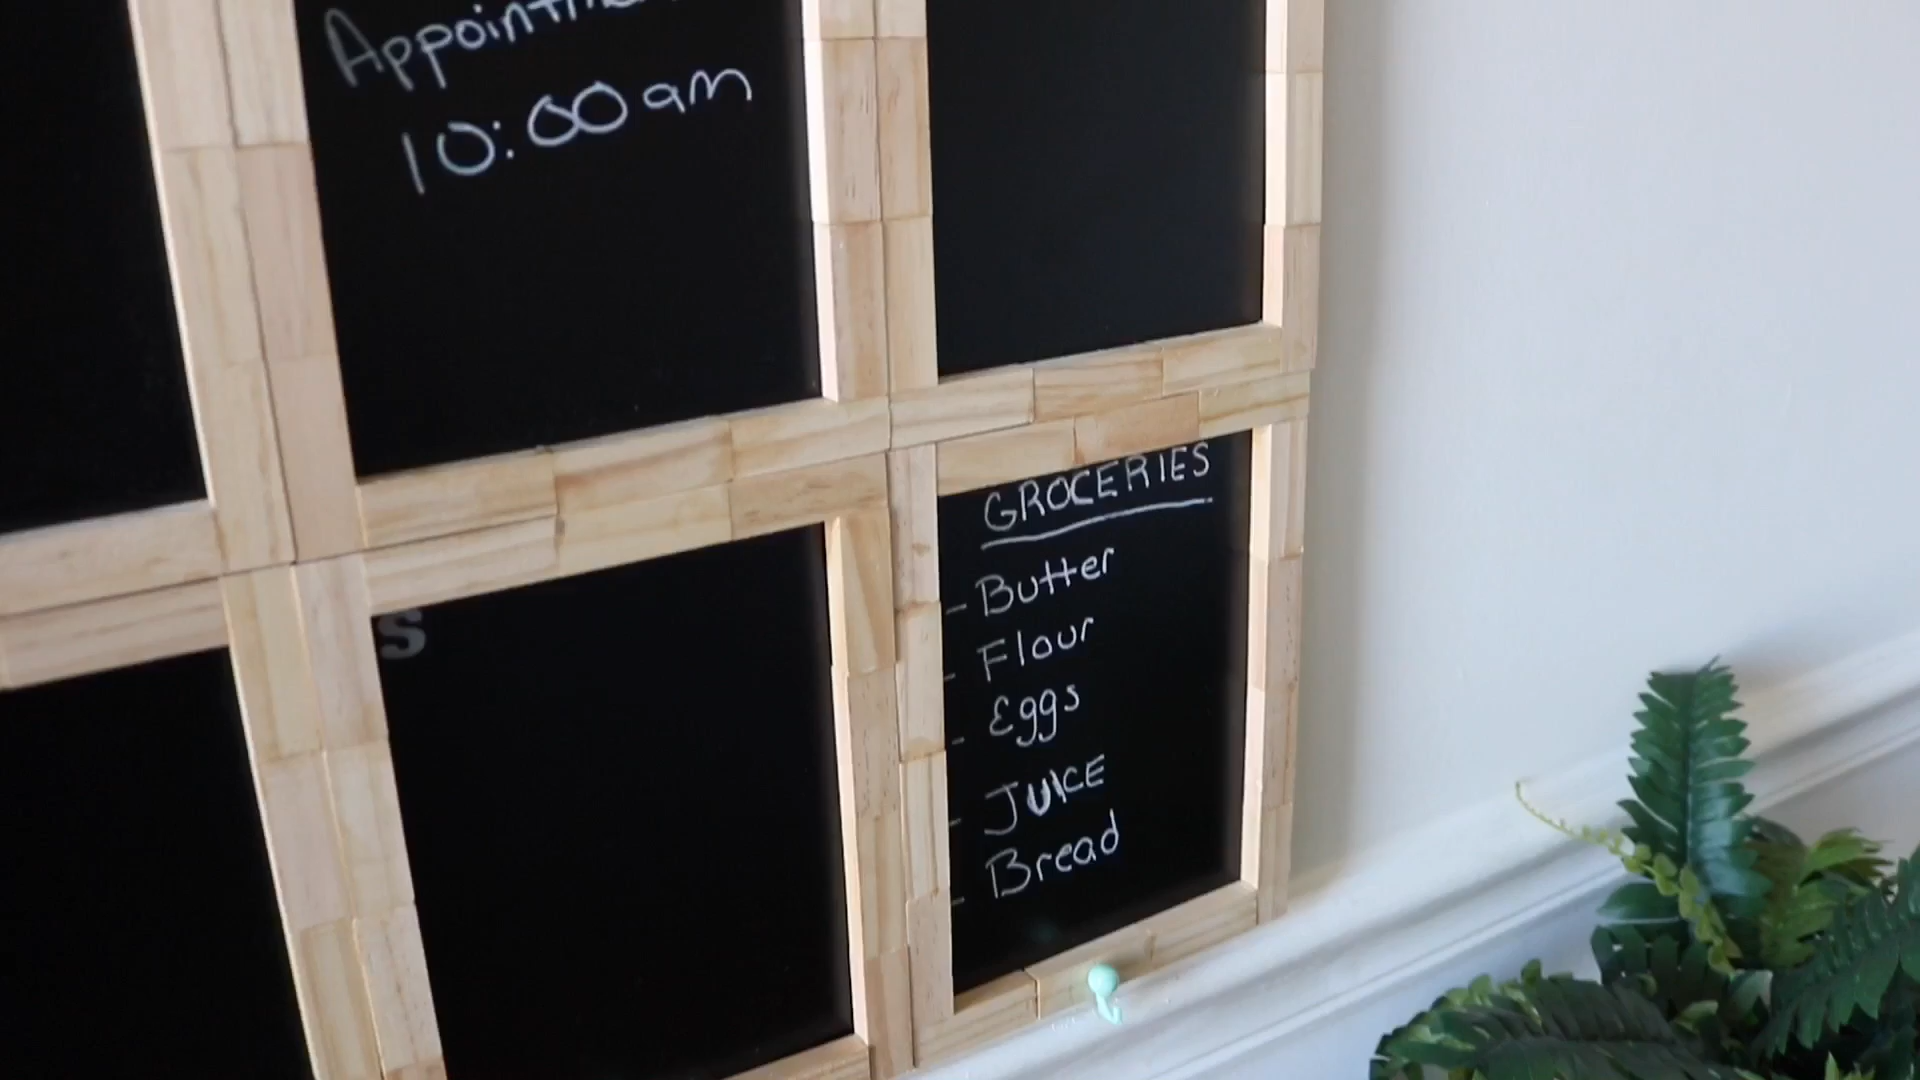 10:00 am
S
GROCERIES
- Butter
- Flour
- Eggs
- JUICE
- Bread